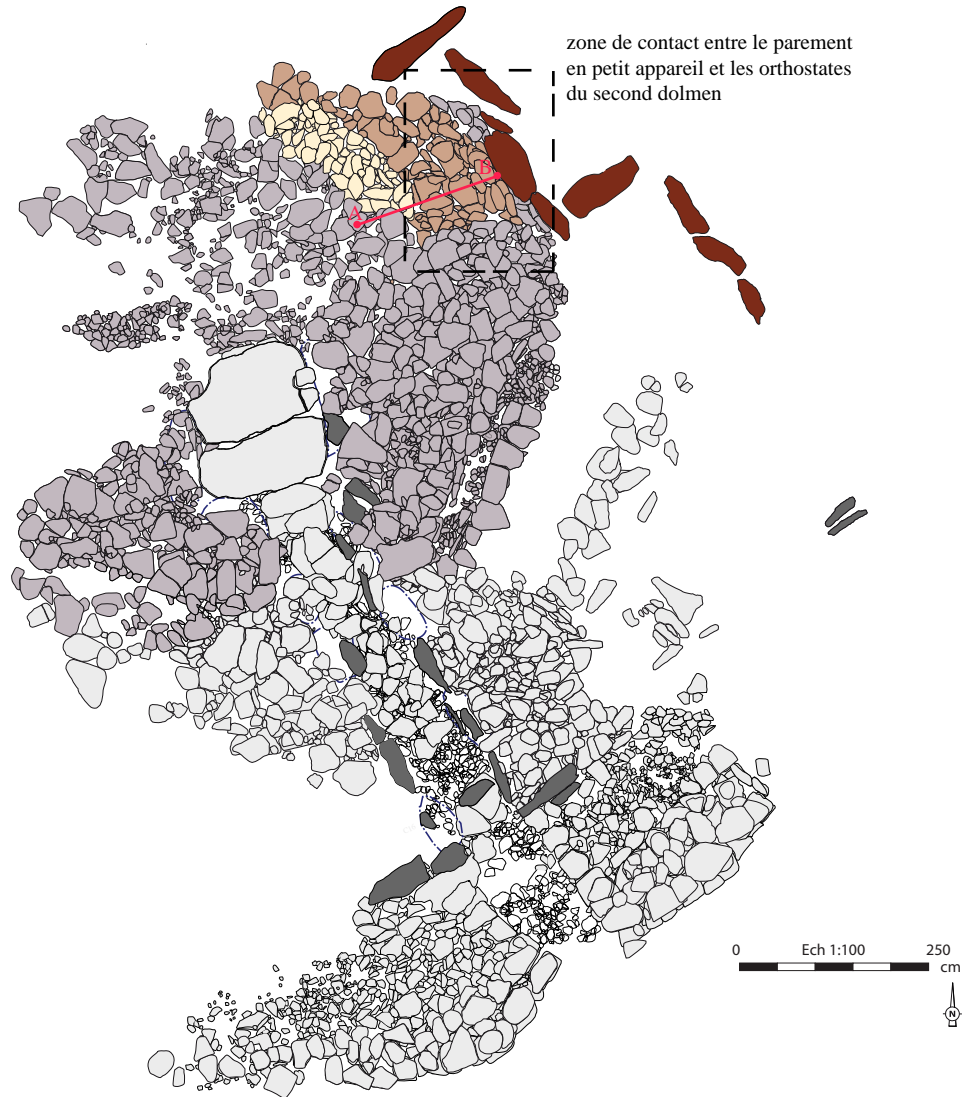 zone de contact entre le parement
en petit appareil et les orthostates
du second dolmen
B
A
0 Ech 1:100 250
cm
N